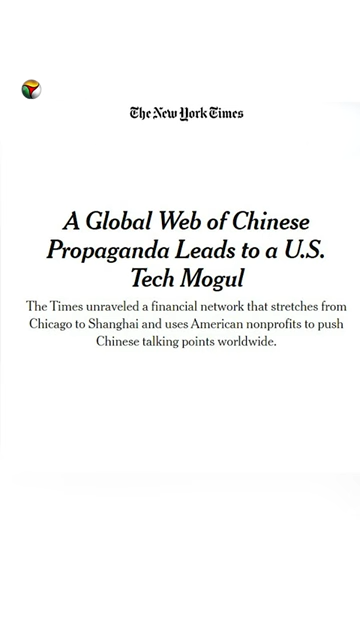 The New York Times
A Global Web of Chinese
Propaganda Leads to a U.S.
Tech Mogul
The Times unraveled a financial network that stretches from
Chicago to Shanghai and uses American nonprofits to push
Chinese talking points worldwide.